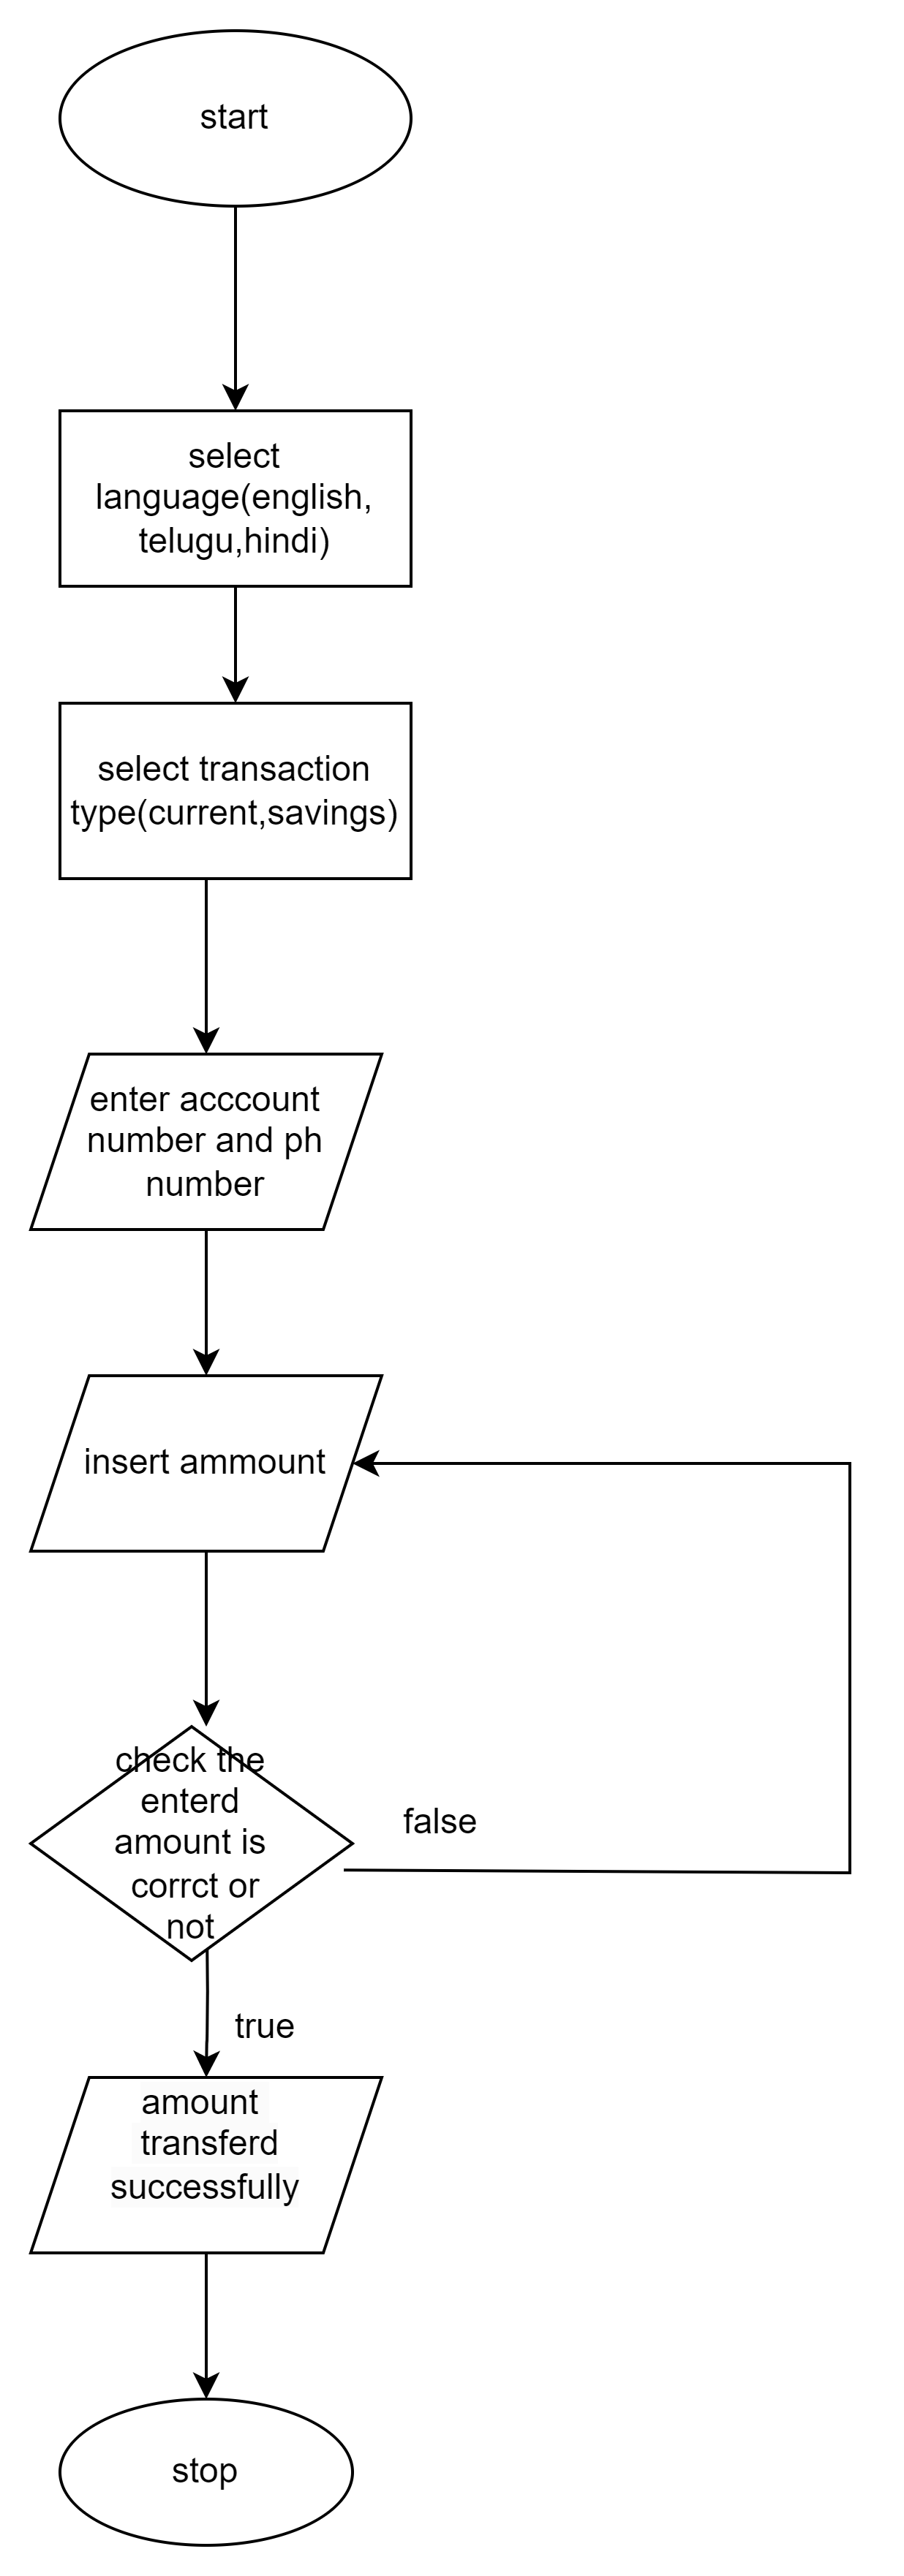 start
select
language(english,
telugu,hindi)
select transaction
type(current,savings)
enter acccount
number and ph
number
insert ammount
check the
enterd
amount is
corrct or
not
false
true
amount
transferd
successfully
stop